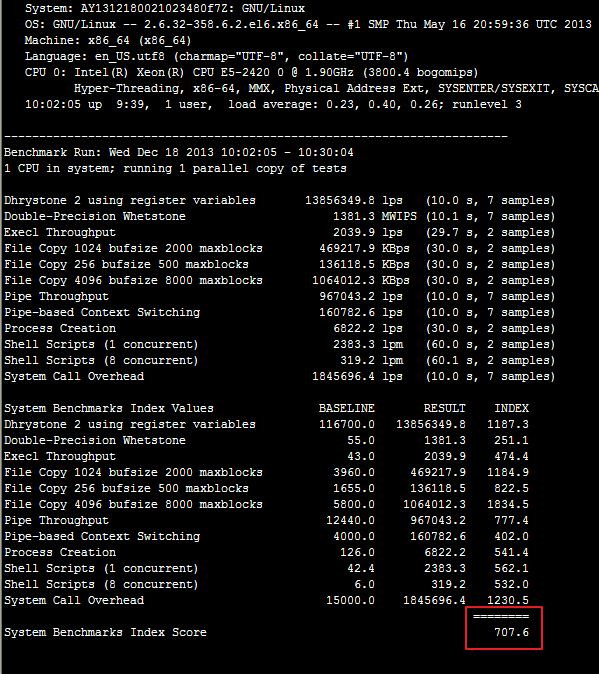 System: AY1312180021023480f7Z: GNU/Linux
OS: GNU/Linux -- 2.6.32-358.6.2.el6.x86_64 -- #1 SMP Thu May 16 20:59:36 UTC 2013
Machine: x86_64 (x86_64)
Language: en_US.utf8 (charmap="UTF-8", collate="UTF-8")
CPU 0: Intel(R) Xeon(R) CPU E5-2420 0 @ 1.90GHz (3800.4 bogomips)
Hyper-Threading, x86-64, MMX, Physical Address Ext, SYSENTER/SYSEXIT, SYSCA
10:02:05 up  9:39,  1 user,  load average: 0.23, 0.40, 0.26; runlevel 3
------------------------------------------------------------------------
Benchmark Run: Wed Dec 18 2013 10:02:05 - 10:30:04
1 CPU in system; running 1 parallel copy of tests
Dhrystone 2 using register variables       13856349.8 lps   (10.0 s, 7 samples)
Double-Precision Whetstone                     1381.3 MWIPS (10.1 s, 7 samples)
Execl Throughput                               2039.9 lps   (29.7 s, 2 samples)
File Copy 1024 bufsize 2000 maxblocks        469217.9 KBps  (30.0 s, 2 samples)
File Copy 256 bufsize 500 maxblocks          136118.5 KBps  (30.0 s, 2 samples)
File Copy 4096 bufsize 8000 maxblocks       1064012.3 KBps  (30.0 s, 2 samples)
Pipe Throughput                              967043.2 lps   (10.0 s, 7 samples)
Pipe-based Context Switching                 160782.6 lps   (10.0 s, 7 samples)
Process Creation                               6822.2 lps   (30.0 s, 2 samples)
Shell Scripts (1 concurrent)                   2383.3 lpm   (60.0 s, 2 samples)
Shell Scripts (8 concurrent)                    319.2 lpm   (60.1 s, 2 samples)
System Call Overhead                        1845696.4 lps   (10.0 s, 7 samples)
System Benchmarks Index Values               BASELINE       RESULT    INDEX
Dhrystone 2 using register variables         116700.0   13856349.8   1187.3
Double-Precision Whetstone                       55.0       1381.3    251.1
Execl Throughput                                 43.0       2039.9    474.4
File Copy 1024 bufsize 2000 maxblocks          3960.0     469217.9   1184.9
File Copy 256 bufsize 500 maxblocks            1655.0     136118.5    822.5
File Copy 4096 bufsize 8000 maxblocks          5800.0    1064012.3   1834.5
Pipe Throughput                               12440.0     967043.2    777.4
Pipe-based Context Switching                   4000.0     160782.6    402.0
Process Creation                                126.0       6822.2    541.4
Shell Scripts (1 concurrent)                     42.4       2383.3    562.1
Shell Scripts (8 concurrent)                      6.0        319.2    532.0
System Call Overhead                          15000.0    1845696.4   1230.5
========
System Benchmarks Index Score                                         707.6